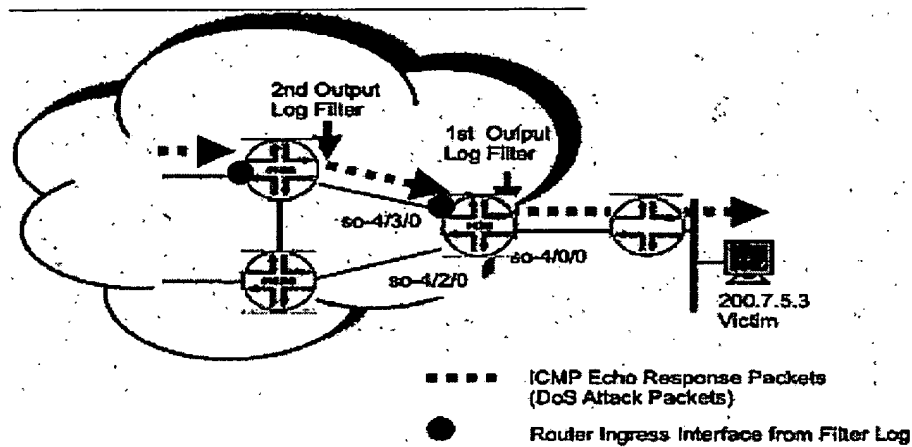 2nd Output
Log Filter
1st Output
Log Filter
so-4/3/0
so-4/0/0
so-4/2/0
200.7.5.3
Victim
ICMP Echo Response Packets
(DoS Attack Packets)
Router Ingress Interface from Filter Log